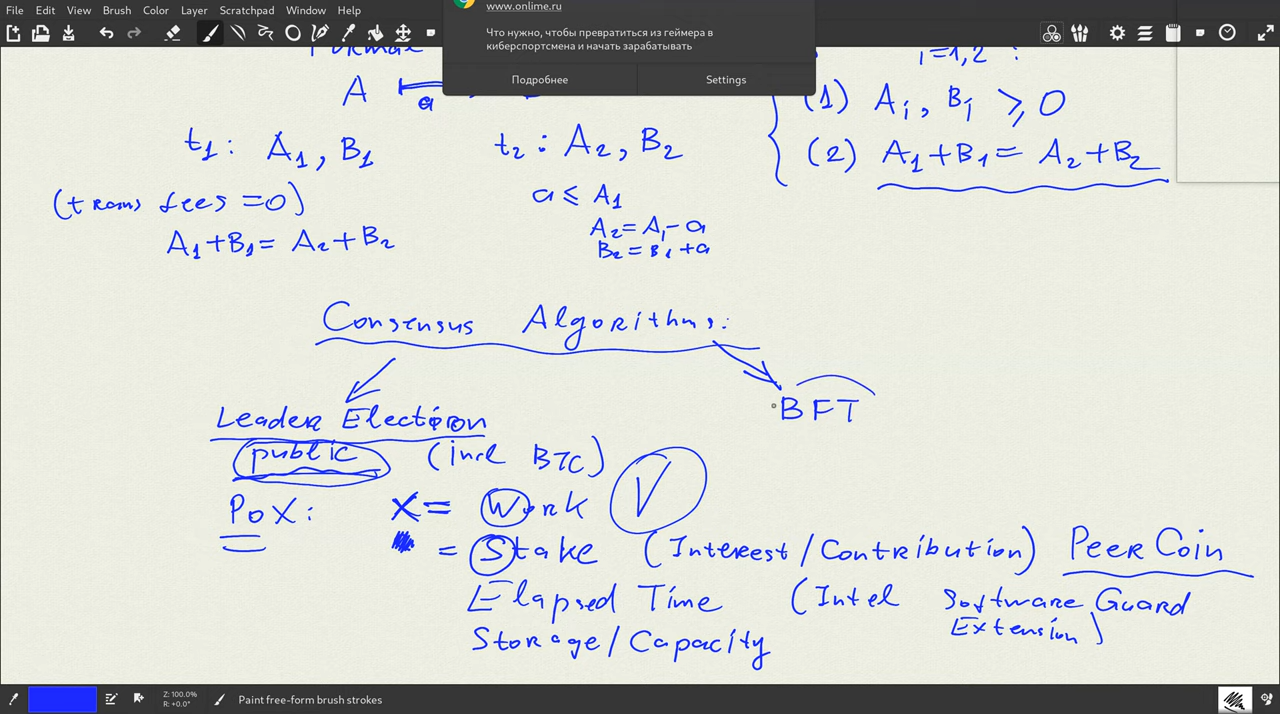 File Edit View Brush Color Layer Scratchpad Window Help
www.onlime.ru
Что нужно, чтобы превратиться из геймера в
киберспортсмена и начать зарабатывать
Подробнее Settings
i=1,2 :
A a
(1) Ai, Bi ⩾ 0
t1: A1, B1 t2: A2, B2
(2) A1+B1 = A2+B2
(trans fees =0) a ≤ A1
A1+B1 = A2+B2
A2 = A1 - a
B2 = B1 + a
Consensus Algorithms:
Leader Election
BFT
public (incl BTC)
PoX: X = Work V
= Stake (Interest/Contribution) PeerCoin
Elapsed Time (Intel Software Guard
Extension)
Storage/Capacity
Z: 100.0%
R: +0.0°
Paint free-form brush strokes